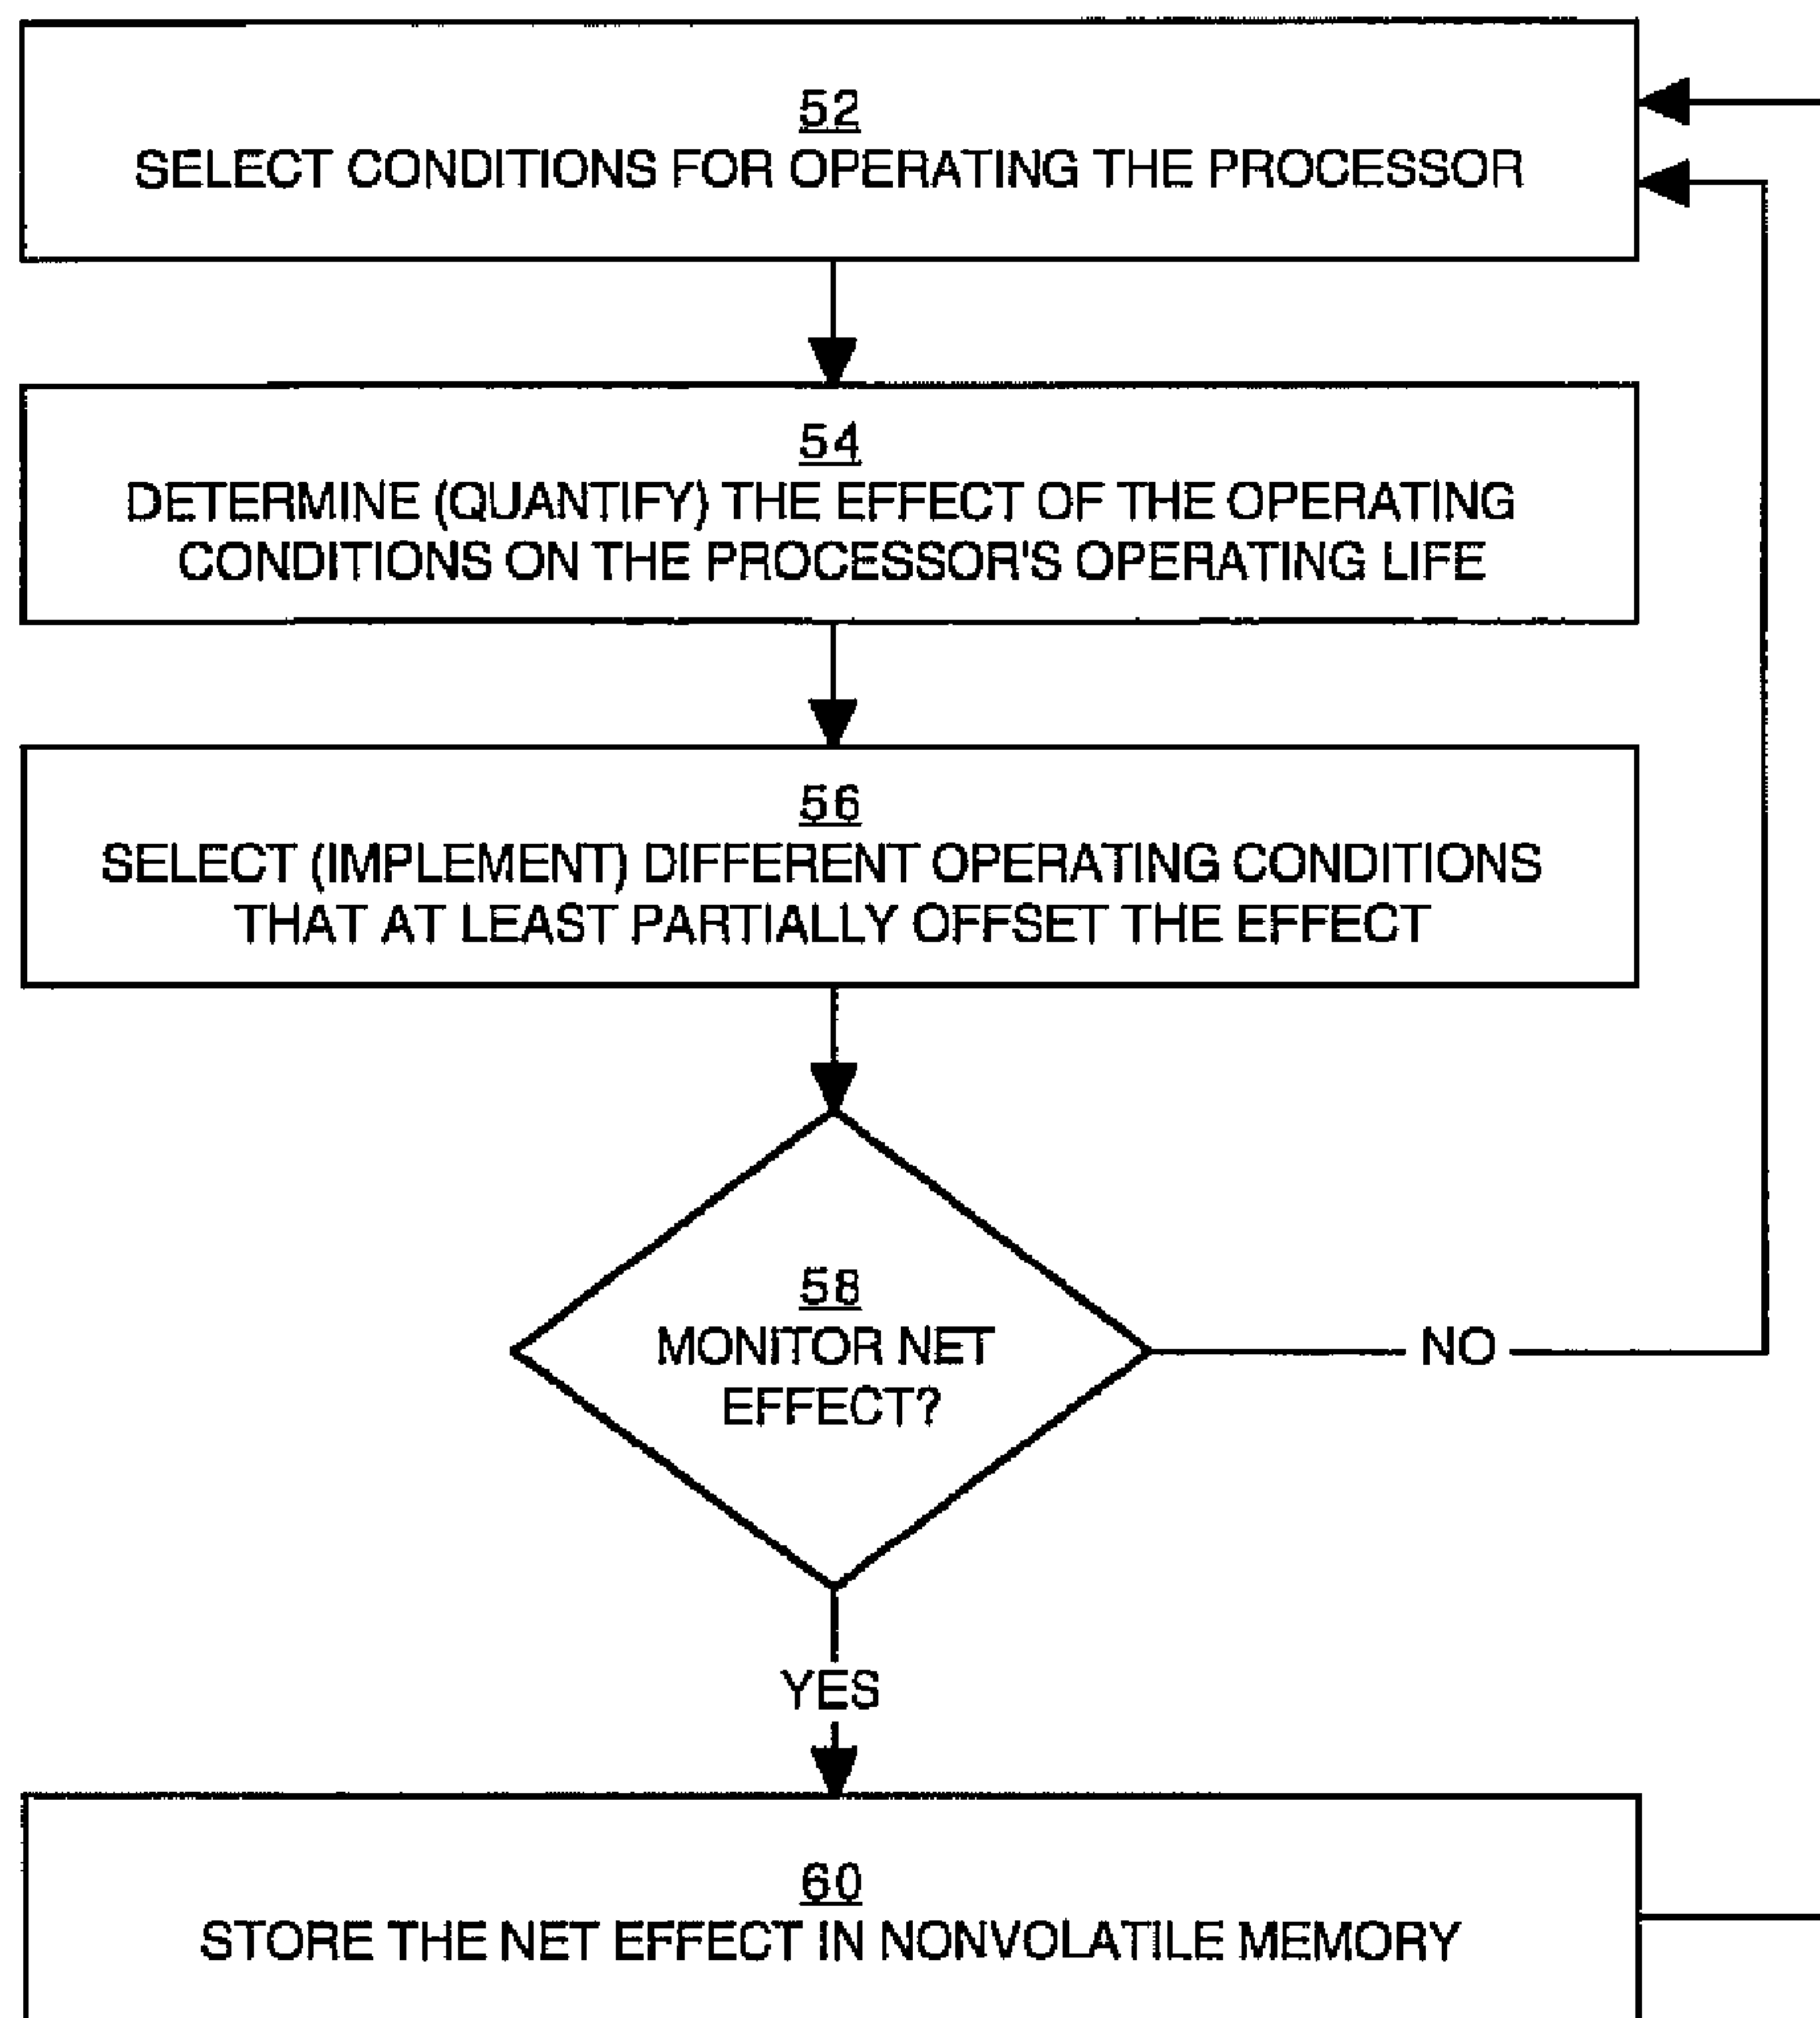 52
SELECT CONDITIONS FOR OPERATING THE PROCESSOR
54
DETERMINE (QUANTIFY) THE EFFECT OF THE OPERATING
CONDITIONS ON THE PROCESSOR'S OPERATING LIFE
56
SELECT (IMPLEMENT) DIFFERENT OPERATING CONDITIONS
THAT AT LEAST PARTIALLY OFFSET THE EFFECT
58
MONITOR NET
EFFECT?
NO
YES
60
STORE THE NET EFFECT IN NONVOLATILE MEMORY